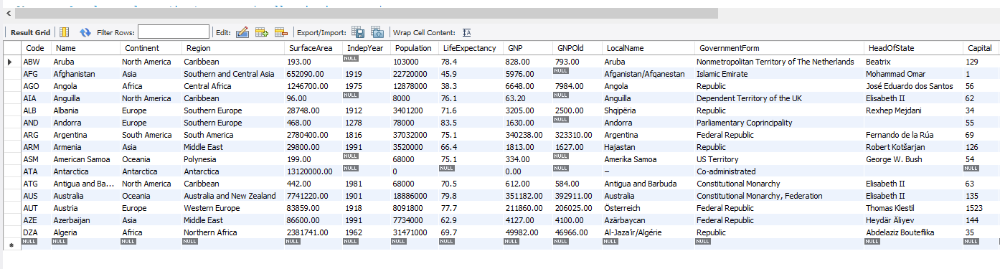 Result Grid Filter Rows: Edit: Export/Import: Wrap Cell Content:
Code Name Continent Region SurfaceArea IndepYear Population LifeExpectancy GNP GNPOld LocalName GovernmentForm HeadOfState Capital
ABW Aruba North America Caribbean 193.00 NULL 103000 78.4 828.00 793.00 Aruba Nonmetropolitan Territory of The Netherlands Beatrix 129
AFG Afghanistan Asia Southern and Central Asia 652090.00 1919 22720000 45.9 5976.00 NULL Afganistan/Afqanestan Islamic Emirate Mohammad Omar 1
AGO Angola Africa Central Africa 1246700.00 1975 12878000 38.3 6648.00 7984.00 Angola Republic José Eduardo dos Santos 56
AIA Anguilla North America Caribbean 96.00 NULL 8000 76.1 63.20 NULL Anguilla Dependent Territory of the UK Elisabeth II 62
ALB Albania Europe Southern Europe 28748.00 1912 3401200 71.6 3205.00 2500.00 Shqipëria Republic Rexhep Mejdani 34
AND Andorra Europe Southern Europe 468.00 1278 78000 83.5 1630.00 NULL Andorra Parliamentary Coprincipality 55
ARG Argentina South America South America 2780400.00 1816 37032000 75.1 340238.00 323310.00 Argentina Federal Republic Fernando de la Rúa 69
ARM Armenia Asia Middle East 29800.00 1991 3520000 66.4 1813.00 1627.00 Hajastan Republic Robert Kotšarjan 126
ASM American Samoa Oceania Polynesia 199.00 NULL 68000 75.1 334.00 NULL Amerika Samoa US Territory George W. Bush 54
ATA Antarctica Antarctica Antarctica 13120000.00 NULL 0 NULL 0.00 NULL – Co-administrated NULL
ATG Antigua and Ba... North America Caribbean 442.00 1981 68000 70.5 612.00 584.00 Antigua and Barbuda Constitutional Monarchy Elisabeth II 63
AUS Australia Oceania Australia and New Zealand 7741220.00 1901 18886000 79.8 351182.00 392911.00 Australia Constitutional Monarchy, Federation Elisabeth II 135
AUT Austria Europe Western Europe 83859.00 1918 8091800 77.7 211860.00 206025.00 Österreich Federal Republic Thomas Klestil 1523
AZE Azerbaijan Asia Middle East 86600.00 1991 7734000 62.9 4127.00 4100.00 Azärbaycan Federal Republic Heydär Äliyev 144
DZA Algeria Africa Northern Africa 2381741.00 1962 31471000 69.7 49982.00 46966.00 Al-Jaza'ir/Algérie Republic Abdelaziz Bouteflika 35
NULL NULL NULL NULL NULL NULL NULL NULL NULL NULL NULL NULL NULL NULL